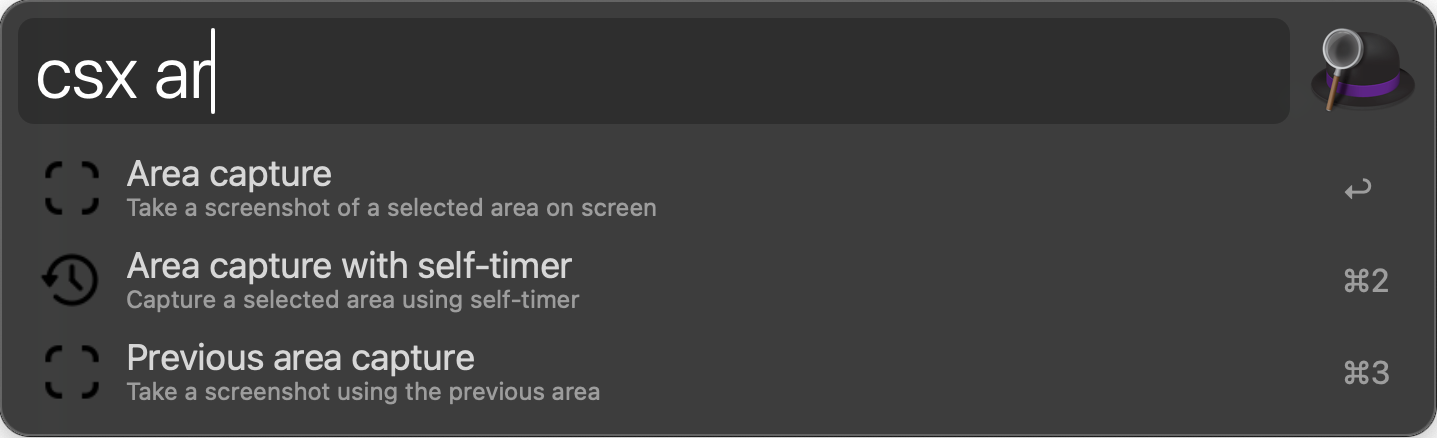 csx ar
Area capture
Take a screenshot of a selected area on screen
↩
Area capture with self-timer
Capture a selected area using self-timer
⌘2
Previous area capture
Take a screenshot using the previous area
⌘3